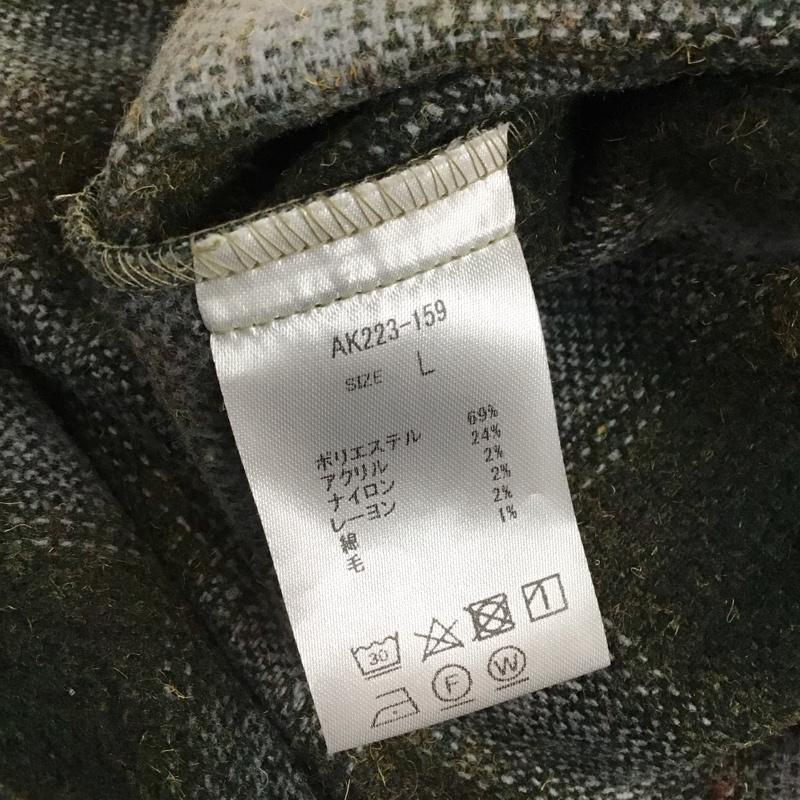 AK223-159
SIZE L
ポリエステル 69%
アクリル 24%
ナイロン 2%
レーヨン 2%
綿 2%
毛 1%
30
F W